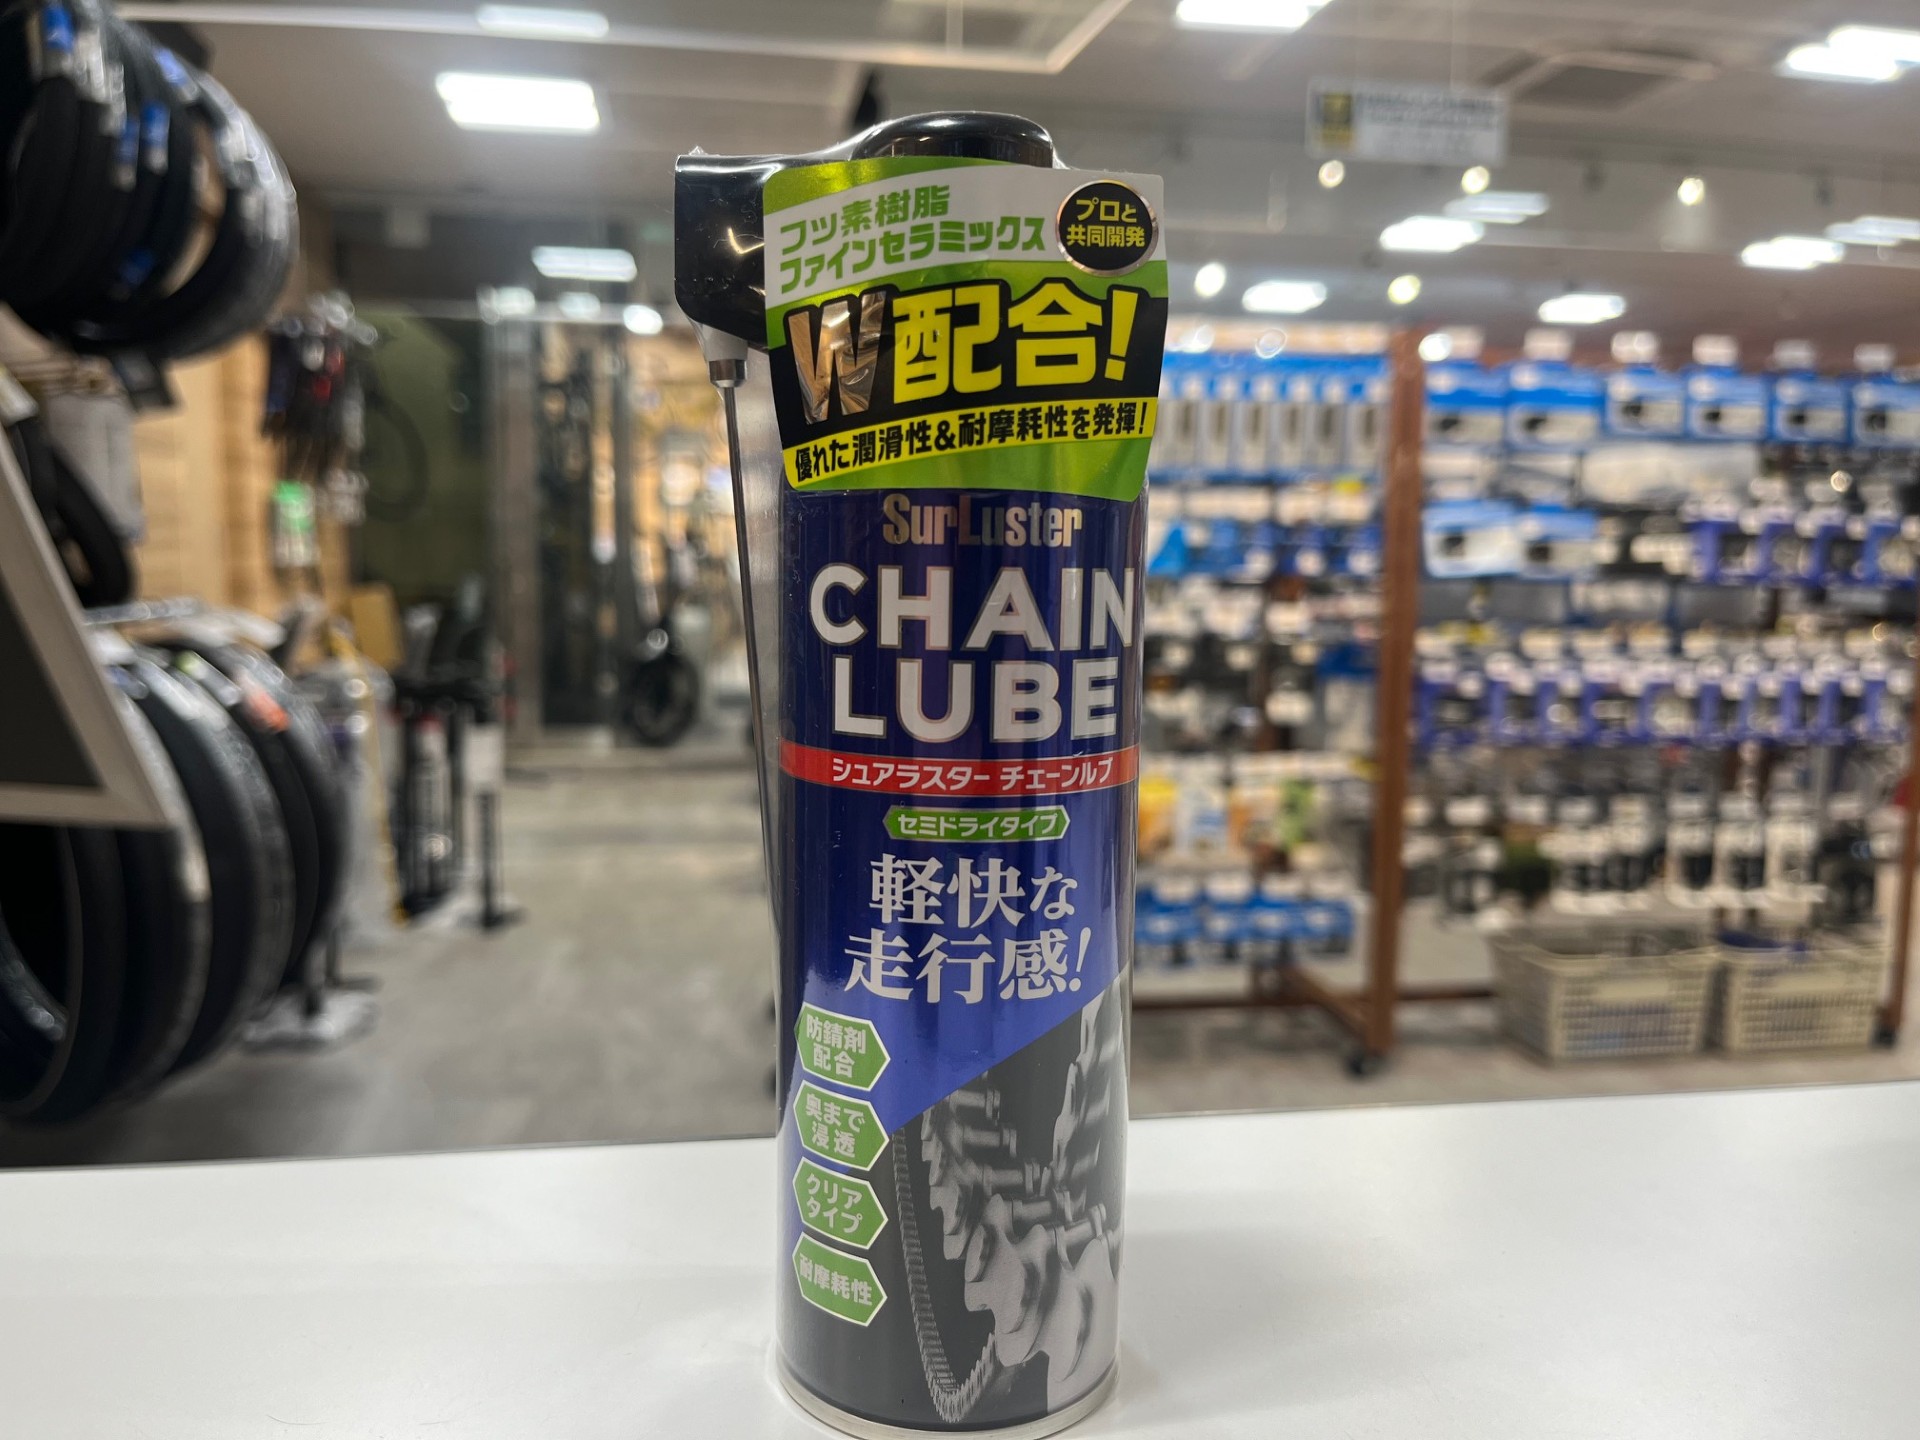 フッ素樹脂
ファインセラミックス
プロと
共同開発
W配合!
優れた潤滑性&耐摩耗性を発揮!
SurLuster
CHAIN
LUBE
シュアラスター チェーンルブ
セミドライタイプ
軽快な
走行感!
防錆剤
配合
奥まで
浸透
クリア
タイプ
耐摩耗性